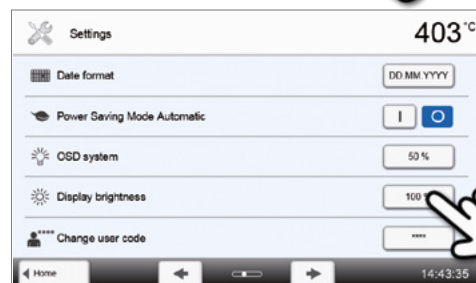 Settings 403 °C
Date format DD.MM.YYYY
Power Saving Mode Automatic I O
OSD system 50 %
Display brightness 100
Change user code ****
Home 14:43:35